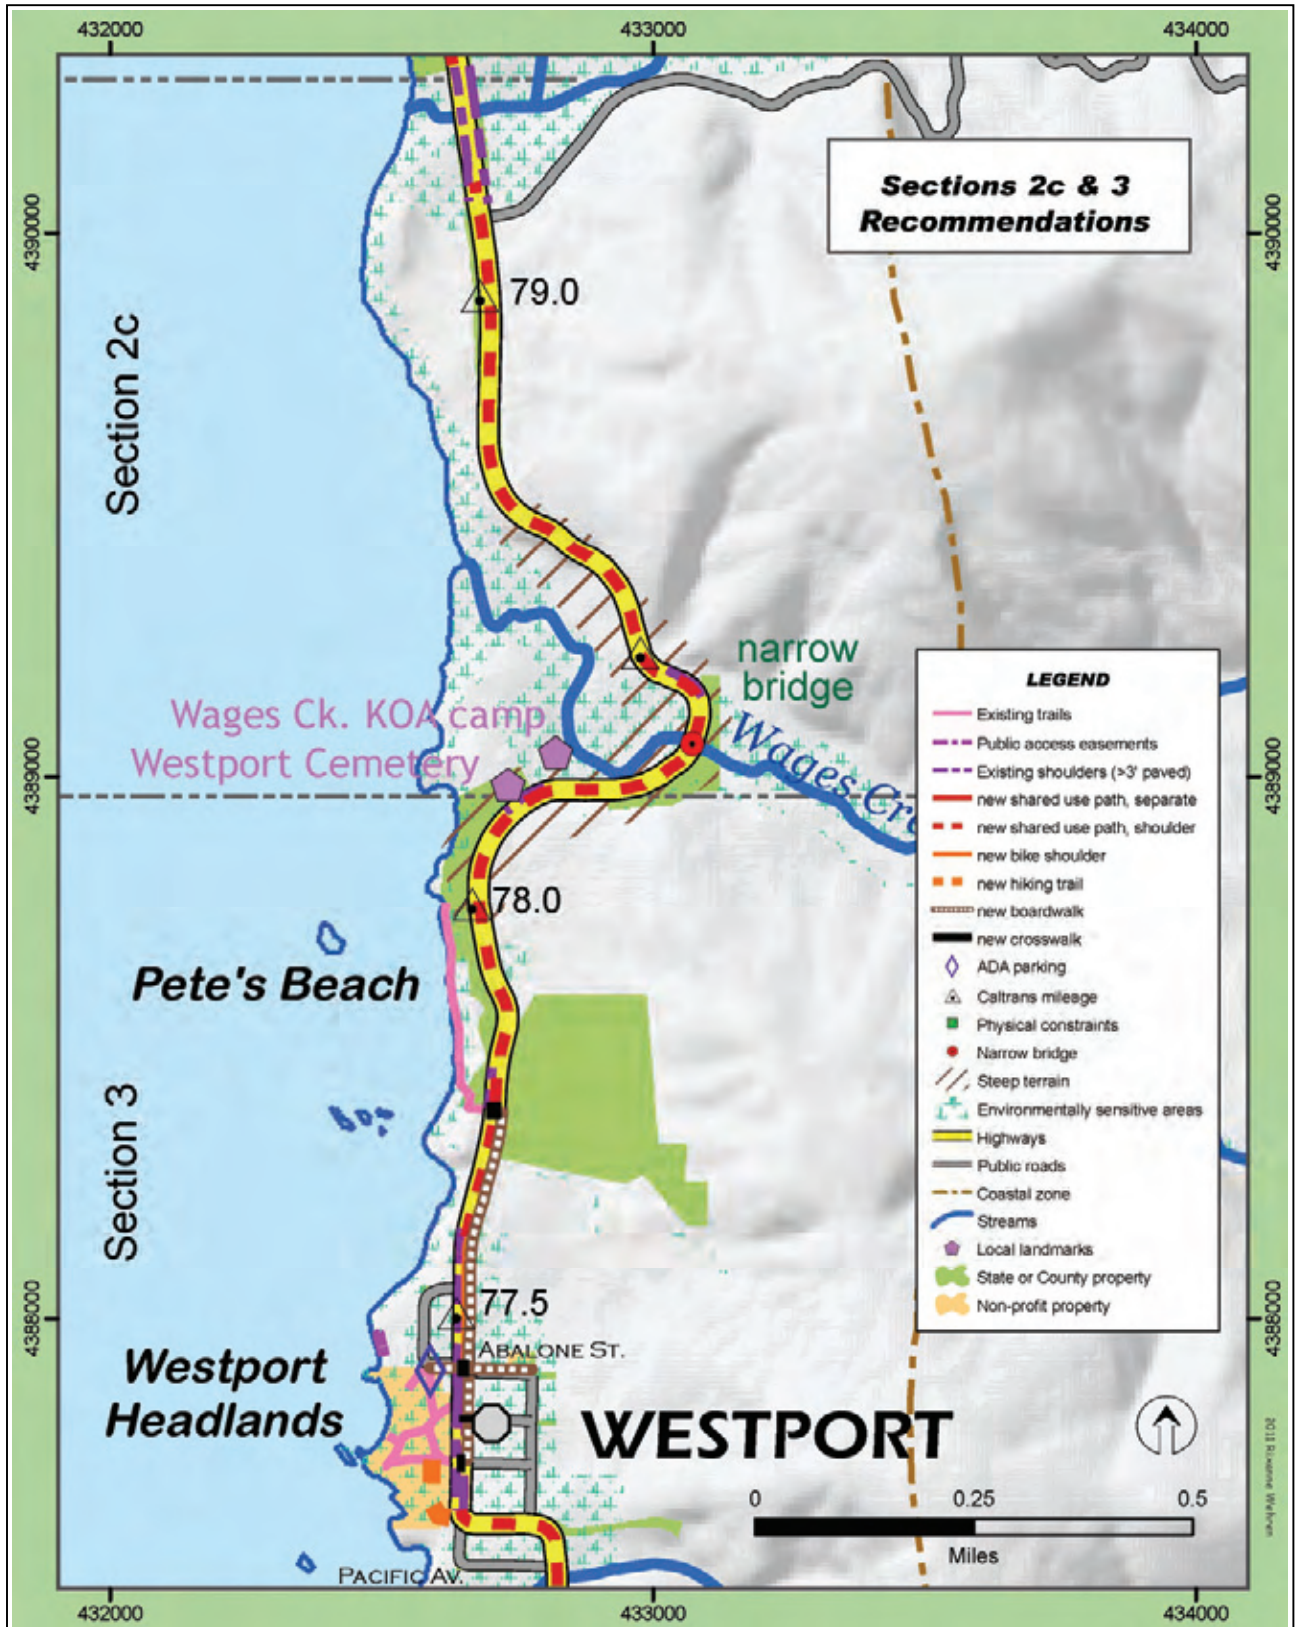 432000
433000
434000
4390000
4390000
Sections 2c & 3
Recommendations
79.0
Section 2c
narrow
bridge
Wages Ck. KOA camp
Westport Cemetery
Wages Cre
4389000
4389000
78.0
Pete's Beach
Section 3
LEGEND
Existing trails
Public access easements
Existing shoulders (>3' paved)
new shared use path, separate
new shared use path, shoulder
new bike shoulder
new hiking trail
new boardwalk
new crosswalk
ADA parking
Caltrans mileage
Physical constraints
Narrow bridge
Steep terrain
Environmentally sensitive areas
Highways
Public roads
Coastal zone
Streams
Local landmarks
State or County property
Non-profit property
4388000
4388000
77.5
ABALONE ST.
Westport
Headlands
WESTPORT
0 0.25 0.5
Miles
PACIFIC AV.
432000
433000
434000